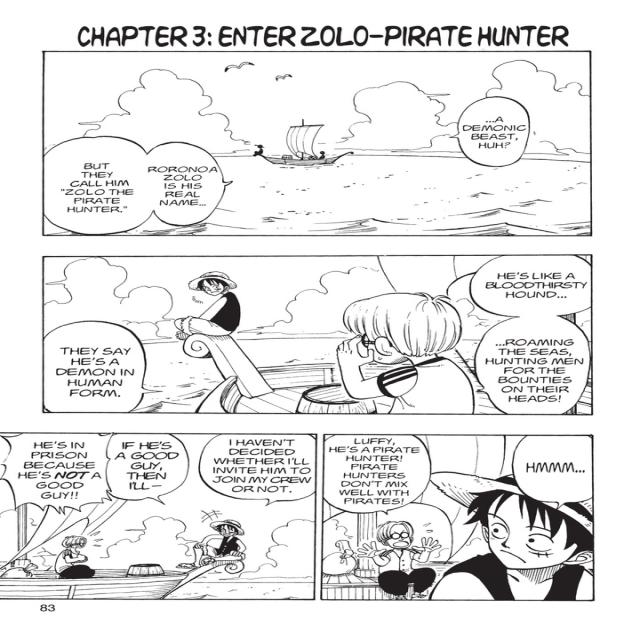 CHAPTER 3: ENTER ZOLO–PIRATE HUNTER
...A
DEMONIC
BEAST,
HUH?
RORONOA
ZOLO
IS HIS
REAL
NAME...
BUT
THEY
CALL HIM
"ZOLO THE
PIRATE
HUNTER."
HE'S LIKE A
BLOODTHIRSTY
HOUND...
...ROAMING
THE SEAS,
HUNTING MEN
FOR THE
BOUNTIES
ON THEIR
HEADS!
THEY SAY
HE'S A
DEMON IN
HUMAN
FORM.
HMMM...
LUFFY,
HE'S A PIRATE
HUNTER!
PIRATE
HUNTERS
DON'T MIX
WELL WITH
PIRATES!
I HAVEN'T
DECIDED
WHETHER I'LL
INVITE HIM TO
JOIN MY CREW
OR NOT.
IF HE'S
A GOOD
GUY,
THEN
I'LL--
HE'S IN
PRISON
BECAUSE
HE'S NOT A
GOOD
GUY!!
83